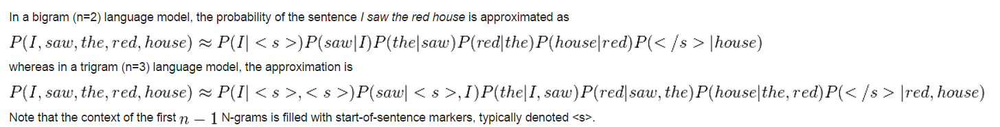 In a bigram (n=2) language model, the probability of the sentence I saw the red house is approximated as
P(I, saw, the, red, house) ≈ P(I| < s >)P(saw|I)P(the|saw)P(red|the)P(house|red)P(< /s > |house)
whereas in a trigram (n=3) language model, the approximation is
P(I, saw, the, red, house) ≈ P(I| < s >, < s >)P(saw| < s >, I)P(the|I, saw)P(red|saw, the)P(house|the, red)P(< /s > |red, house)
Note that the context of the first n − 1 N-grams is filled with start-of-sentence markers, typically denoted <s>.